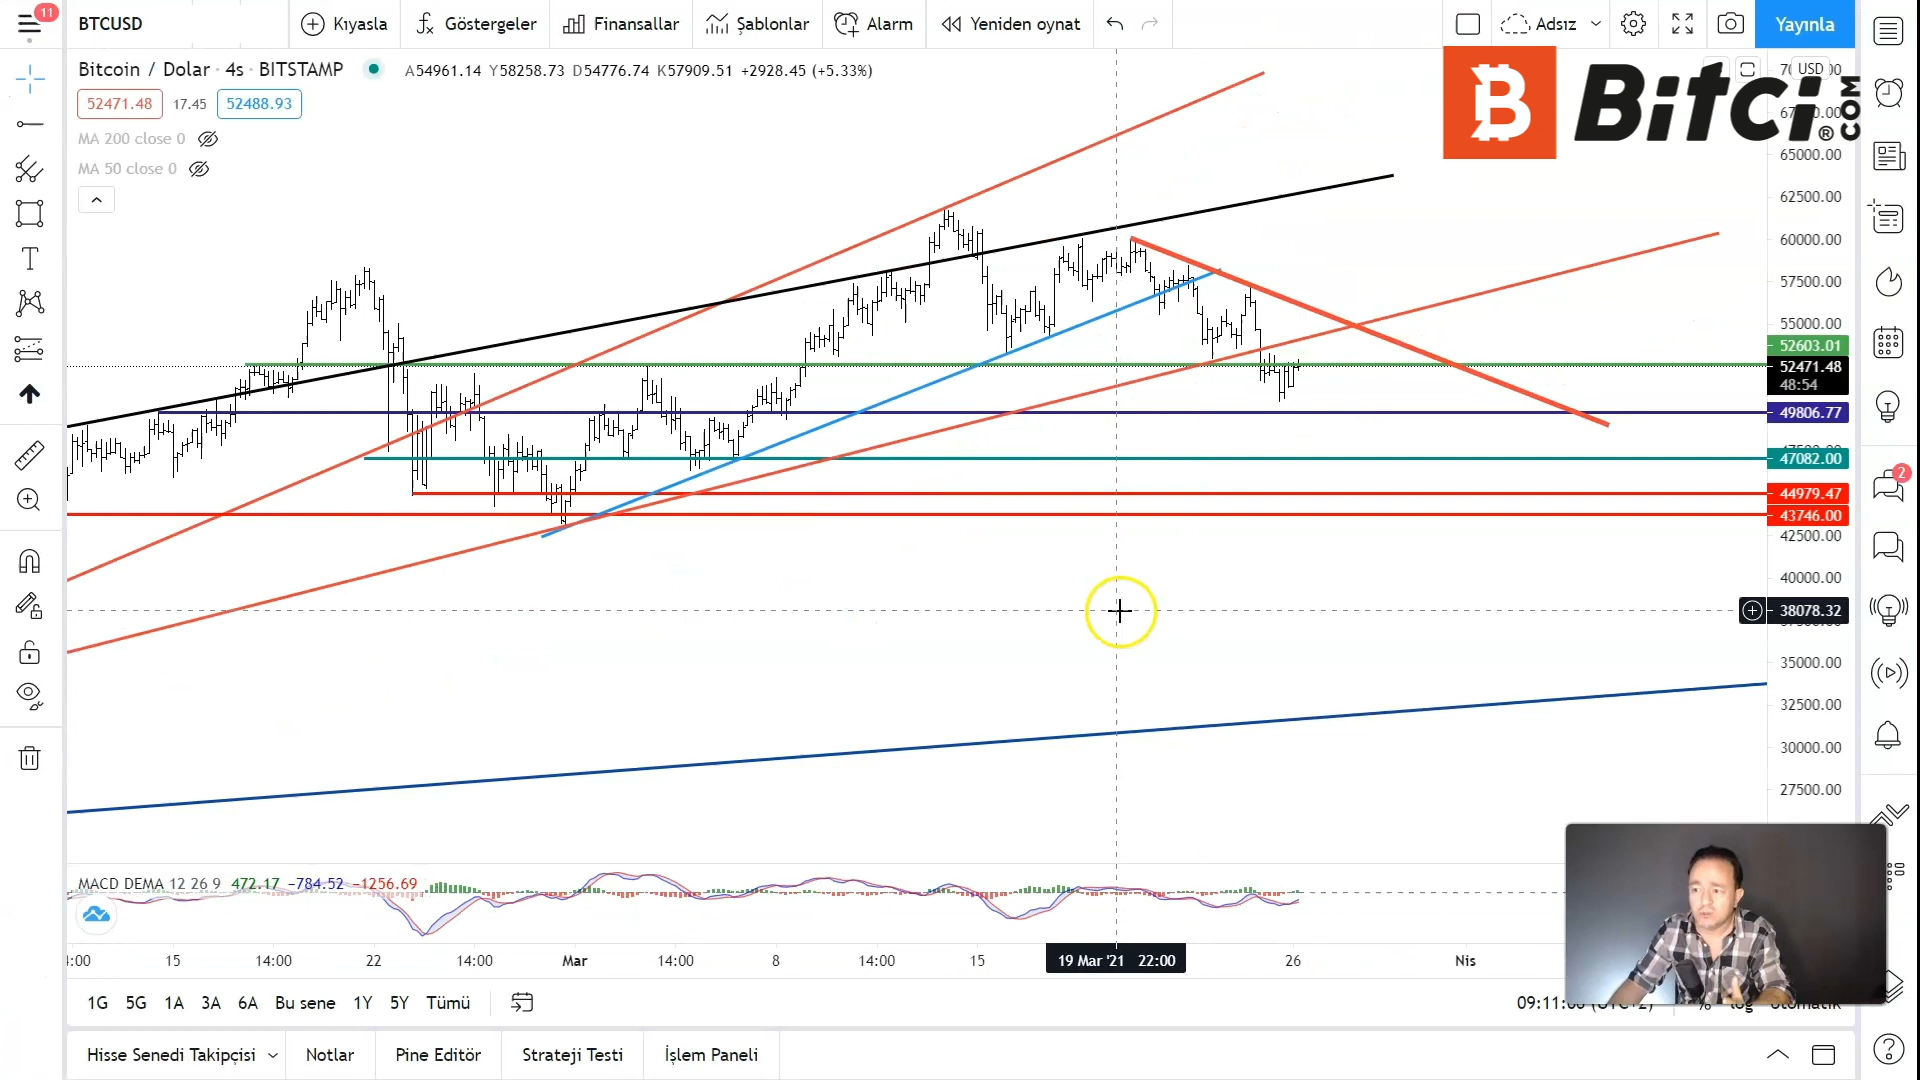 11
BTCUSD
Kıyasla
Göstergeler
Finansallar
Şablonlar
Alarm
Yeniden oynat
Adsız
Yayınla
Bitcoin / Dolar · 4s · BITSTAMP
A54961.14 Y58258.73 D54776.74 K57909.51 +2928.45 (+5.33%)
USD
Bitci® .COM
52471.48 17.45 52488.93
MA 200 close 0
MA 50 close 0
65000.00
62500.00
60000.00
57500.00
55000.00
52603.01
52471.48
48:54
49806.77
47082.00
44979.47
43746.00
42500.00
40000.00
38078.32
35000.00
32500.00
30000.00
27500.00
2
MACD DEMA 12 26 9 472.17 −784.52 −1256.69
15 14:00 22 14:00 Mar 14:00 8 14:00 15 19 Mar '21 22:00 26 Nis
1G 5G 1A 3A 6A Bu sene 1Y 5Y Tümü
Hisse Senedi Takipçisi
Notlar
Pine Editör
Strateji Testi
İşlem Paneli